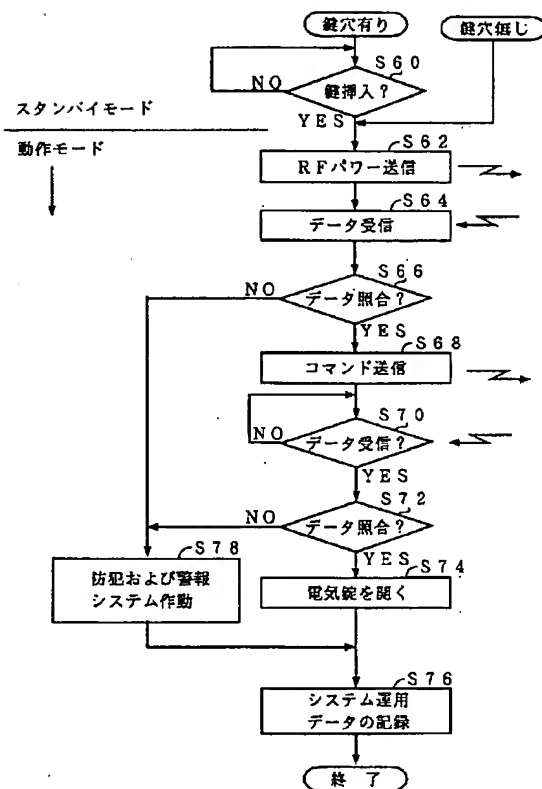 鍵穴有り
鍵穴無し
S60
鍵挿入?
NO
YES
スタンバイモード
動作モード
S62
RFパワー送信
S64
データ受信
S66
データ照合?
NO
YES
S68
コマンド送信
S70
データ受信?
NO
YES
S72
データ照合?
NO
YES
S78
防犯および警報
システム作動
S74
電気錠を開く
S76
システム運用
データの記録
終了